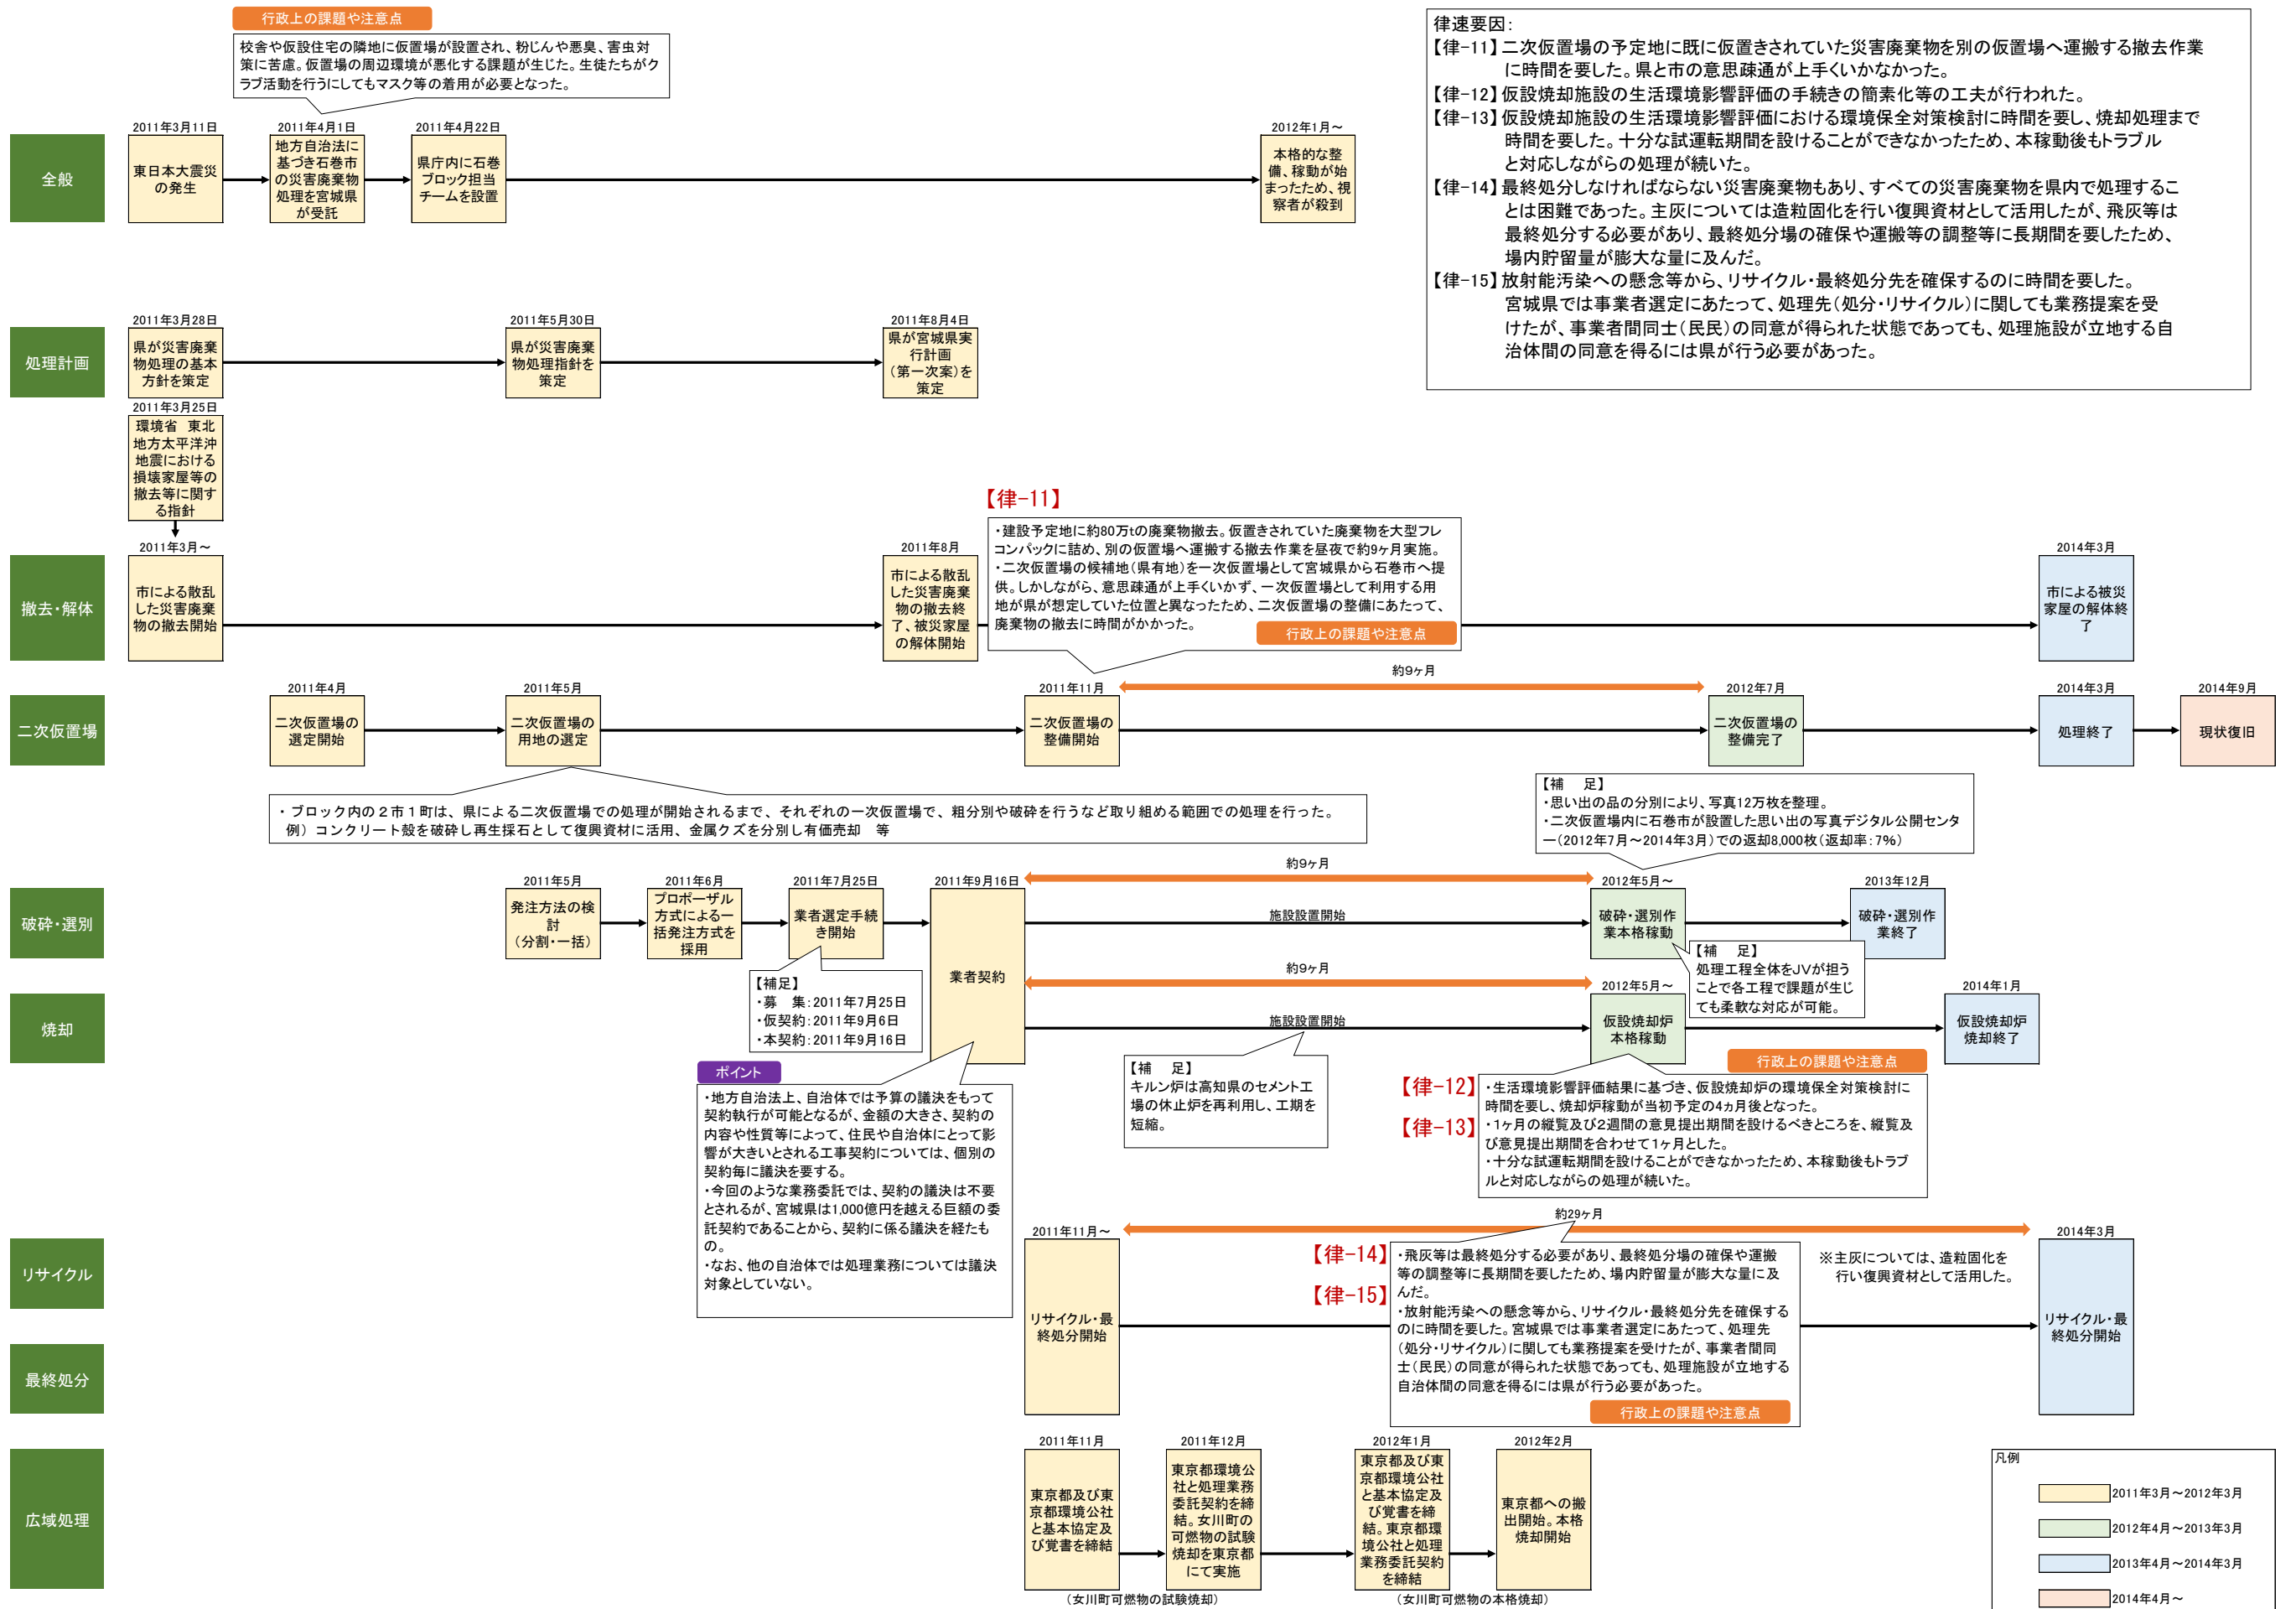 行政上の課題や注意点
校舎や仮設住宅の隣地に仮置場が設置され、粉じんや悪臭、害虫対
策に苦慮。仮置場の周辺環境が悪化する課題が生じた。生徒たちがク
ラブ活動を行うにしてもマスク等の着用が必要となった。
律速要因：
【律-11】二次仮置場の予定地に既に仮置きされていた災害廃棄物を別の仮置場へ運搬する撤去作業
に時間を要した。県と市の意思疎通が上手くいかなかった。
【律-12】仮設焼却施設の生活環境影響評価の手続きの簡素化等の工夫が行われた。
【律-13】仮設焼却施設の生活環境影響評価における環境保全対策検討に時間を要し、焼却処理まで
時間を要した。十分な試運転期間を設けることができなかったため、本稼動後もトラブル
と対応しながらの処理が続いた。
【律-14】最終処分しなければならない災害廃棄物もあり、すべての災害廃棄物を県内で処理するこ
とは困難であった。主灰については造粒固化を行い復興資材として活用したが、飛灰等は
最終処分する必要があり、最終処分場の確保や運搬等の調整等に長期間を要したため、
場内貯留量が膨大な量に及んだ。
【律-15】放射能汚染への懸念等から、リサイクル・最終処分先を確保するのに時間を要した。
宮城県では事業者選定にあたって、処理先（処分・リサイクル）に関しても業務提案を受
けたが、事業者間同士（民民）の同意が得られた状態であっても、処理施設が立地する自
治体間の同意を得るには県が行う必要があった。
全般
2011年3月11日
東日本大震災
の発生
2011年4月1日
地方自治法に
基づき石巻市
の災害廃棄物
処理を宮城県
が受託
2011年4月22日
県庁内に石巻
ブロック担当
チームを設置
2012年1月～
本格的な整
備、稼動が始
まったため、視
察者が殺到
処理計画
2011年3月28日
県が災害廃棄
物処理の基本
方針を策定
2011年5月30日
県が災害廃棄
物処理指針を
策定
2011年8月4日
県が宮城県実
行計画
（第一次案）を
策定
2011年3月25日
環境省　東北
地方太平洋沖
地震における
損壊家屋等の
撤去等に関す
る指針
撤去・解体
2011年3月～
市による散乱
した災害廃棄
物の撤去開始
2011年8月
市による散乱
した災害廃棄
物の撤去終
了、被災家屋
の解体開始
【律-11】
・建設予定地に約80万tの廃棄物撤去。仮置きされていた廃棄物を大型フレ
コンパックに詰め、別の仮置場へ運搬する撤去作業を昼夜で約9ヶ月実施。
・二次仮置場の候補地（県有地）を一次仮置場として宮城県から石巻市へ提
供。しかしながら、意思疎通が上手くいかず、一次仮置場として利用する用
地が県が想定していた位置と異なったため、二次仮置場の整備にあたって、
廃棄物の撤去に時間がかかった。
行政上の課題や注意点
2014年3月
市による被災
家屋の解体終
了
二次仮置場
2011年4月
二次仮置場の
選定開始
2011年5月
二次仮置場の
用地の選定
2011年11月
二次仮置場の
整備開始
約9ヶ月
2012年7月
二次仮置場の
整備完了
2014年3月
処理終了
2014年9月
現状復旧
・ブロック内の２市１町は、県による二次仮置場での処理が開始されるまで、それぞれの一次仮置場で、粗分別や破砕を行うなど取り組める範囲での処理を行った。
例）コンクリート殻を破砕し再生採石として復興資材に活用、金属クズを分別し有価売却　等
【補　足】
・思い出の品の分別により、写真12万枚を整理。
・二次仮置場内に石巻市が設置した思い出の写真デジタル公開センタ
ー（2012年7月～2014年3月）での返却8,000枚（返却率：7%）
破砕・選別
2011年5月
発注方法の検
討
（分割・一括）
2011年6月
プロポーザル
方式による一
括発注方式を
採用
2011年7月25日
業者選定手続
き開始
2011年9月16日
業者契約
約9ヶ月
施設設置開始
2012年5月～
破砕・選別作
業本格稼動
2013年12月
破砕・選別作
業終了
【補　足】
処理工程全体をJVが担う
ことで各工程で課題が生じ
ても柔軟な対応が可能。
【補足】
・募　集：2011年7月25日
・仮契約：2011年9月6日
・本契約：2011年9月16日
焼却
約9ヶ月
施設設置開始
2012年5月～
仮設焼却炉
本格稼動
2014年1月
仮設焼却炉
焼却終了
ポイント
・地方自治法上、自治体では予算の議決をもって
契約執行が可能となるが、金額の大きさ、契約の
内容や性質等によって、住民や自治体にとって影
響が大きいとされる工事契約については、個別の
契約毎に議決を要する。
・今回のような業務委託では、契約の議決は不要
とされるが、宮城県は1,000億円を越える巨額の委
託契約であることから、契約に係る議決を経たも
の。
・なお、他の自治体では処理業務については議決
対象としていない。
【補　足】
キルン炉は高知県のセメント工
場の休止炉を再利用し、工期を
短縮。
行政上の課題や注意点
【律-12】
【律-13】
・生活環境影響評価結果に基づき、仮設焼却炉の環境保全対策検討に
時間を要し、焼却炉稼動が当初予定の4ヵ月後となった。
・1ヶ月の縦覧及び2週間の意見提出期間を設けるべきところを、縦覧及
び意見提出期間を合わせて1ヶ月とした。
・十分な試運転期間を設けることができなかったため、本稼動後もトラブ
ルと対応しながらの処理が続いた。
リサイクル
最終処分
2011年11月～
リサイクル・最
終処分開始
約29ヶ月
【律-14】
【律-15】
・飛灰等は最終処分する必要があり、最終処分場の確保や運搬
等の調整等に長期間を要したため、場内貯留量が膨大な量に及
んだ。
・放射能汚染への懸念等から、リサイクル・最終処分先を確保する
のに時間を要した。宮城県では事業者選定にあたって、処理先
（処分・リサイクル）に関しても業務提案を受けたが、事業者間同
士（民民）の同意が得られた状態であっても、処理施設が立地する
自治体間の同意を得るには県が行う必要があった。
行政上の課題や注意点
※主灰については、造粒固化を
行い復興資材として活用した。
2014年3月
リサイクル・最
終処分開始
広域処理
2011年11月
東京都及び東
京都環境公社
と基本協定及
び覚書を締結
2011年12月
東京都環境公
社と処理業務
委託契約を締
結。女川町の
可燃物の試験
焼却を東京都
にて実施
（女川町可燃物の試験焼却）
2012年1月
東京都及び東
京都環境公社
と基本協定及
び覚書を締
結。東京都環
境公社と処理
業務委託契約
を締結
2012年2月
東京都への搬
出開始。本格
焼却開始
（女川町可燃物の本格焼却）
凡例
2011年3月～2012年3月
2012年4月～2013年3月
2013年4月～2014年3月
2014年4月～